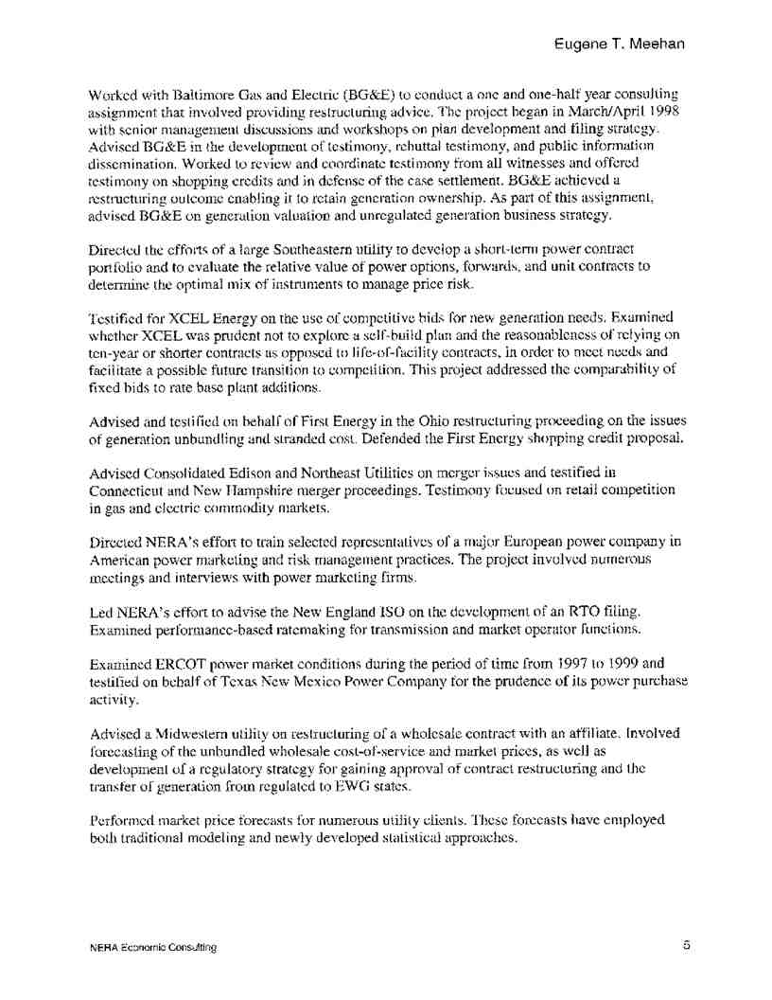 Eugene T. Meehan
Worked with Baltimore Gas and Electric (BG&E) to conduct a one and one-half year consulting
assignment that involved providing restructuring advice. The project began in March/April 1998
with senior management discussions and workshops on plan development and filing strategy.
Advised BG&E in the development of testimony, rebuttal testimony, and public information
dissemination. Worked to review and coordinate testimony from all witnesses and offered
testimony on shopping credits and in defense of the case settlement. BG&E achieved a
restructuring outcome enabling it to retain generation ownership. As part of this assignment,
advised BG&E on generation valuation and unregulated generation business strategy.
Directed the efforts of a large Southeastern utility to develop a short-term power contract
portfolio and to evaluate the relative value of power options, forwards, and unit contracts to
determine the optimal mix of instruments to manage price risk.
Testified for XCEL Energy on the use of competitive bids for new generation needs. Examined
whether XCEL was prudent not to explore a self-build plan and the reasonableness of relying on
ten-year or shorter contracts as opposed to life-of-facility contracts, in order to meet needs and
facilitate a possible future transition to competition. This project addressed the comparability of
fixed bids to rate base plant additions.
Advised and testified on behalf of First Energy in the Ohio restructuring proceeding on the issues
of generation unbundling and stranded cost. Defended the First Energy shopping credit proposal.
Advised Consolidated Edison and Northeast Utilities on merger issues and testified in
Connecticut and New Hampshire merger proceedings. Testimony focused on retail competition
in gas and electric commodity markets.
Directed NERA's effort to train selected representatives of a major European power company in
American power marketing and risk management practices. The project involved numerous
meetings and interviews with power marketing firms.
Led NERA's effort to advise the New England ISO on the development of an RTO filing.
Examined performance-based ratemaking for transmission and market operator functions.
Examined ERCOT power market conditions during the period of time from 1997 to 1999 and
testified on behalf of Texas New Mexico Power Company for the prudence of its power purchase
activity.
Advised a Midwestern utility on restructuring of a wholesale contract with an affiliate. Involved
forecasting of the unbundled wholesale cost-of-service and market prices, as well as
development of a regulatory strategy for gaining approval of contract restructuring and the
transfer of generation from regulated to EWG states.
Performed market price forecasts for numerous utility clients. These forecasts have employed
both traditional modeling and newly developed statistical approaches.
NERA Economic Consulting
5